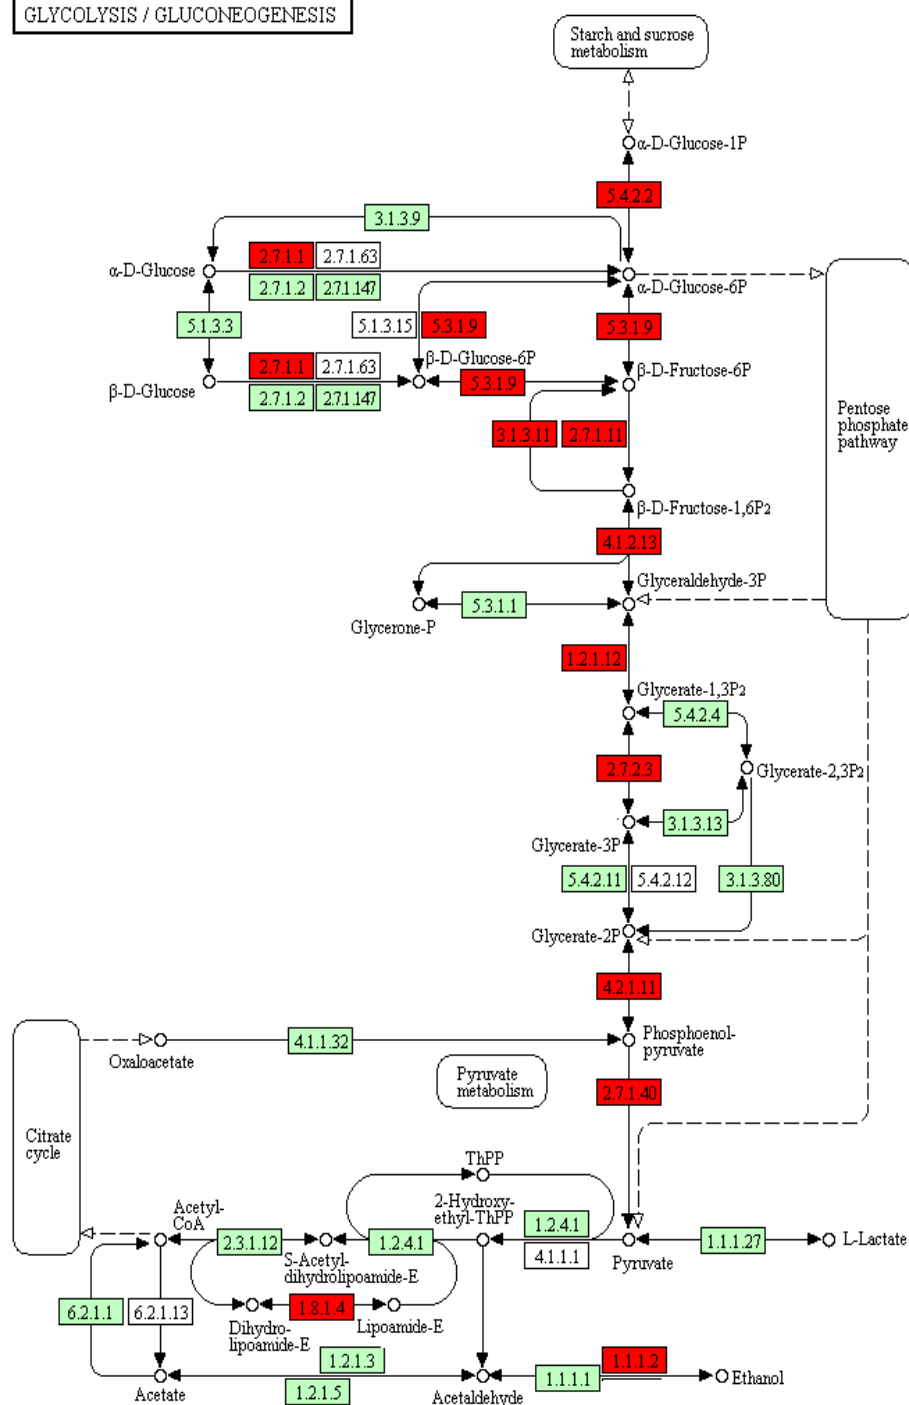 GLYCOLYSIS / GLUCONEOGENESIS
Starch and sucrose
metabolism
α-D-Glucose-1P
5.4.2.2
3.1.3.9
2.7.1.1
2.7.1.63
α-D-Glucose
2.7.1.2
2.7.1.147
α-D-Glucose-6P
5.1.3.3
5.1.3.15
5.3.1.9
5.3.1.9
2.7.1.1
2.7.1.63
β-D-Glucose-6P
β-D-Glucose
2.7.1.2
2.7.1.147
5.3.1.9
β-D-Fructose-6P
Pentose
phosphate
pathway
3.1.3.11
2.7.1.11
β-D-Fructose-1,6P2
4.1.2.13
Glyceraldehyde-3P
5.3.1.1
Glycerone-P
1.2.1.12
Glycerate-1,3P2
5.4.2.4
2.7.2.3
Glycerate-2,3P2
3.1.3.13
Glycerate-3P
5.4.2.11
5.4.2.12
3.1.3.80
Glycerate-2P
4.2.1.11
Oxaloacetate
4.1.1.32
Phosphoenol-
pyruvate
Pyruvate
metabolism
2.7.1.40
Citrate
cycle
ThPP
Acetyl-
CoA
2-Hydroxy-
ethyl-ThPP
2.3.1.12
1.2.4.1
1.2.4.1
4.1.1.1
Pyruvate
1.1.1.27
L-Lactate
S-Acetyl-
dihydrolipoamide-E
6.2.1.1
6.2.1.13
1.8.1.4
Dihydro-
lipoamide-E
Lipoamide-E
1.2.1.3
1.2.1.5
Acetate
Acetaldehyde
1.1.1.1
1.1.1.2
Ethanol